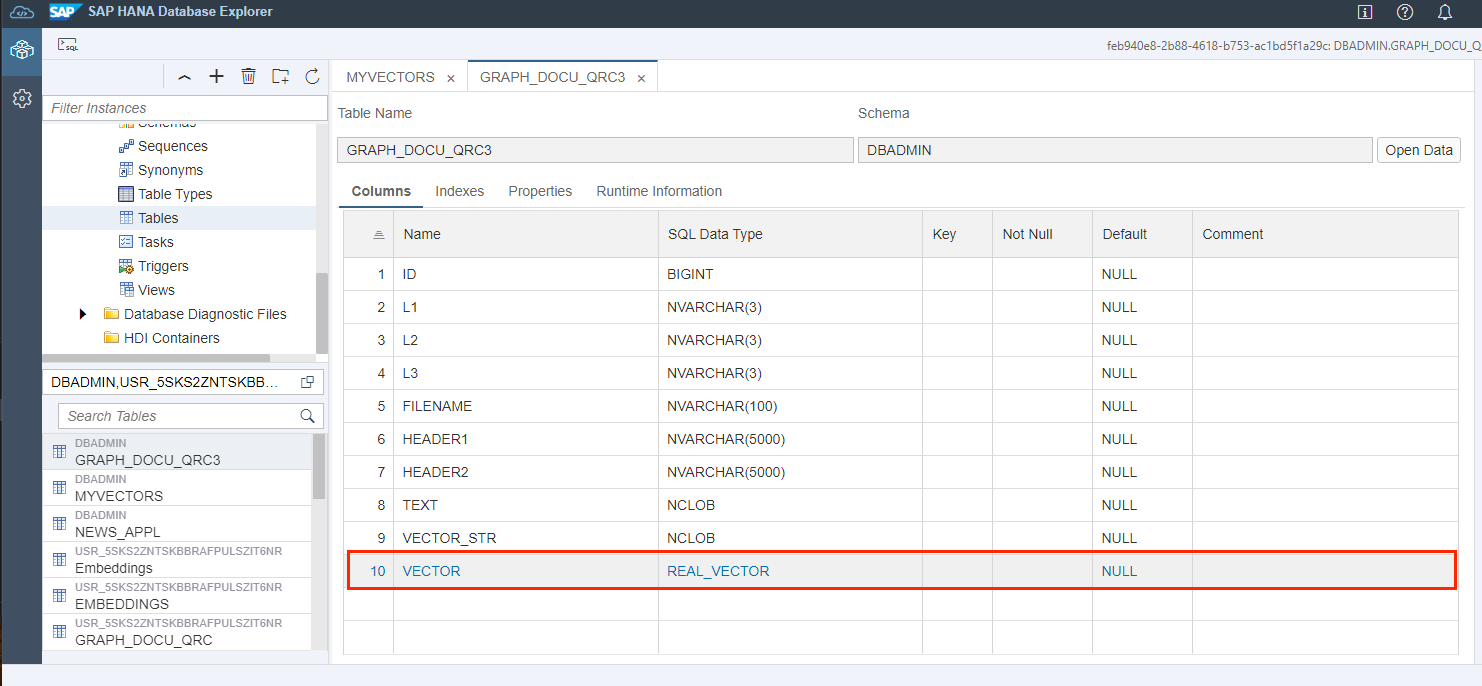 SAP SAP HANA Database Explorer
SQL
feb940e8-2b88-4618-b753-ac1bd5f1a29c: DBADMIN.GRAPH_DOCU_Q
MYVECTORS
GRAPH_DOCU_QRC3
Filter Instances
Schemas
Sequences
Synonyms
Table Types
Tables
Tasks
Triggers
Views
Database Diagnostic Files
HDI Containers
DBADMIN,USR_5SKS2ZNTSKBB...
Search Tables
DBADMIN
GRAPH_DOCU_QRC3
DBADMIN
MYVECTORS
DBADMIN
NEWS_APPL
USR_5SKS2ZNTSKBBRAFPULSZIT6NR
Embeddings
USR_5SKS2ZNTSKBBRAFPULSZIT6NR
EMBEDDINGS
USR_5SKS2ZNTSKBBRAFPULSZIT6NR
GRAPH_DOCU_QRC
Table Name Schema
GRAPH_DOCU_QRC3 DBADMIN Open Data
Columns Indexes Properties Runtime Information
Name SQL Data Type Key Not Null Default Comment
1 ID BIGINT NULL
2 L1 NVARCHAR(3) NULL
3 L2 NVARCHAR(3) NULL
4 L3 NVARCHAR(3) NULL
5 FILENAME NVARCHAR(100) NULL
6 HEADER1 NVARCHAR(5000) NULL
7 HEADER2 NVARCHAR(5000) NULL
8 TEXT NCLOB NULL
9 VECTOR_STR NCLOB NULL
10 VECTOR REAL_VECTOR NULL